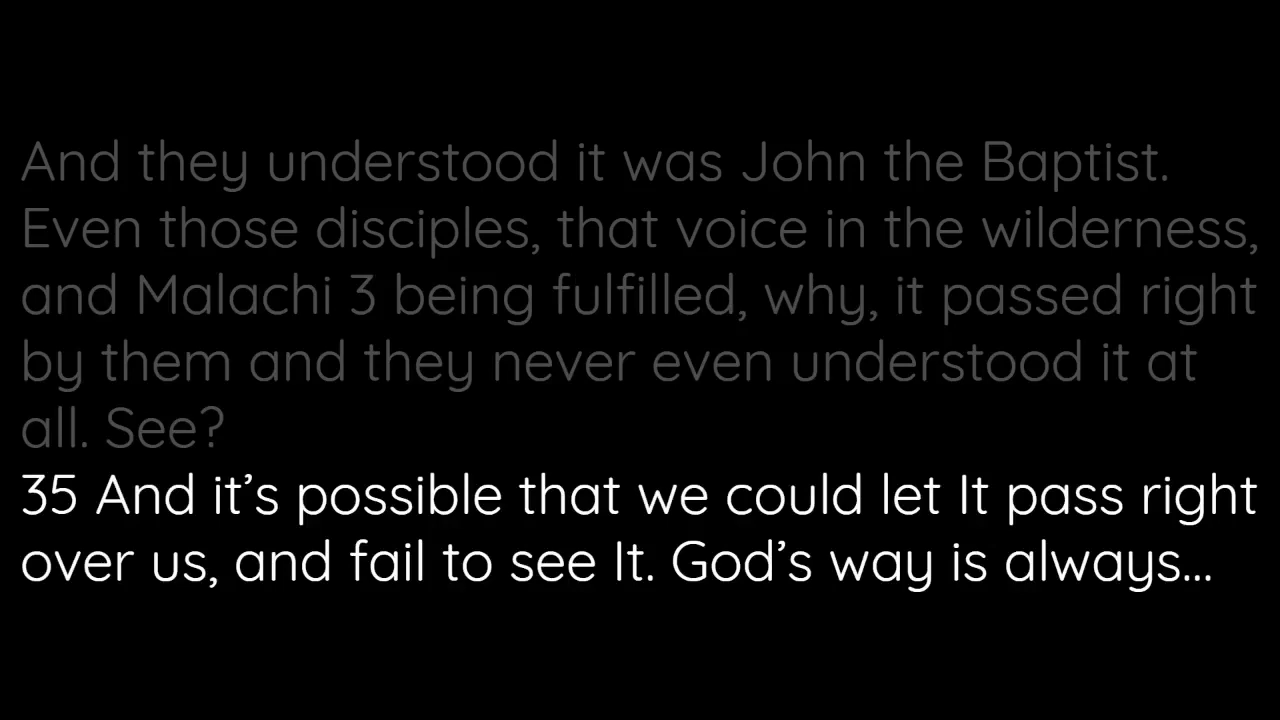 And they understood it was John the Baptist.
Even those disciples, that voice in the wilderness,
and Malachi 3 being fulfilled, why, it passed right
by them and they never even understood it at
all. See?
35 And it’s possible that we could let It pass right
over us, and fail to see It. God’s way is always...